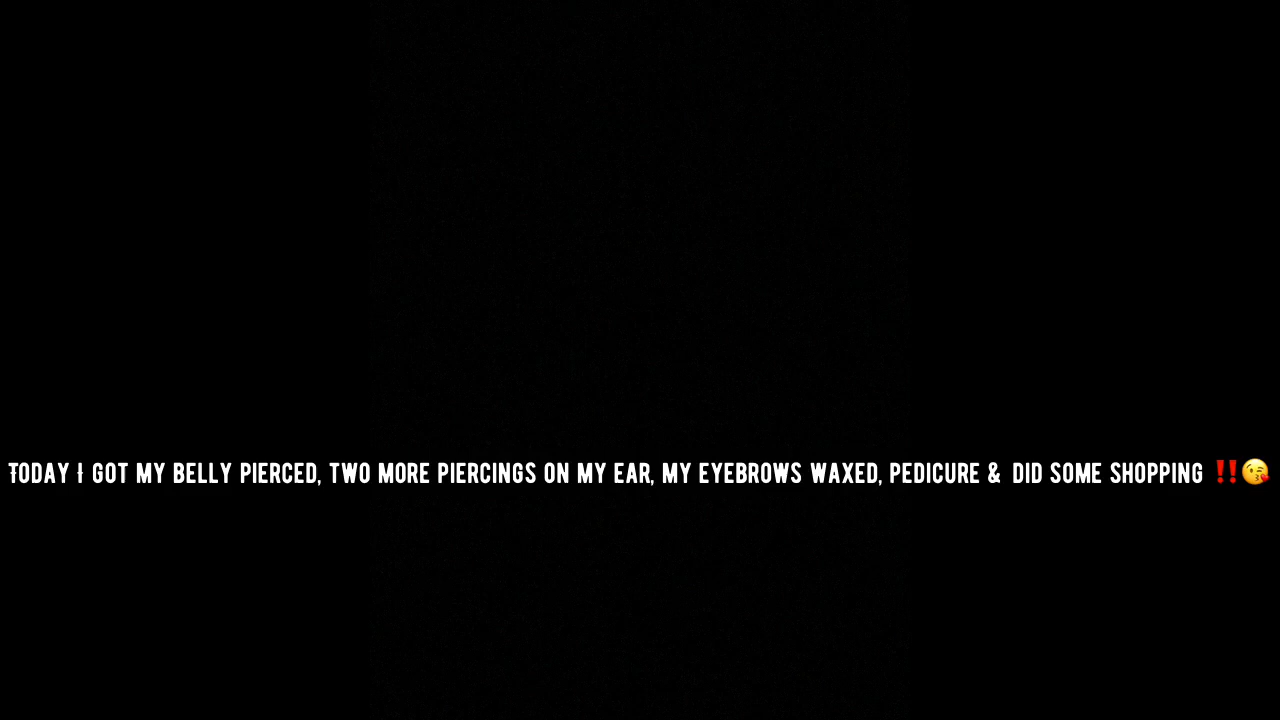 Today I got my belly pierced, two more piercings on my ear, my eyebrows waxed, pedicure &  did some shopping ‼️😘